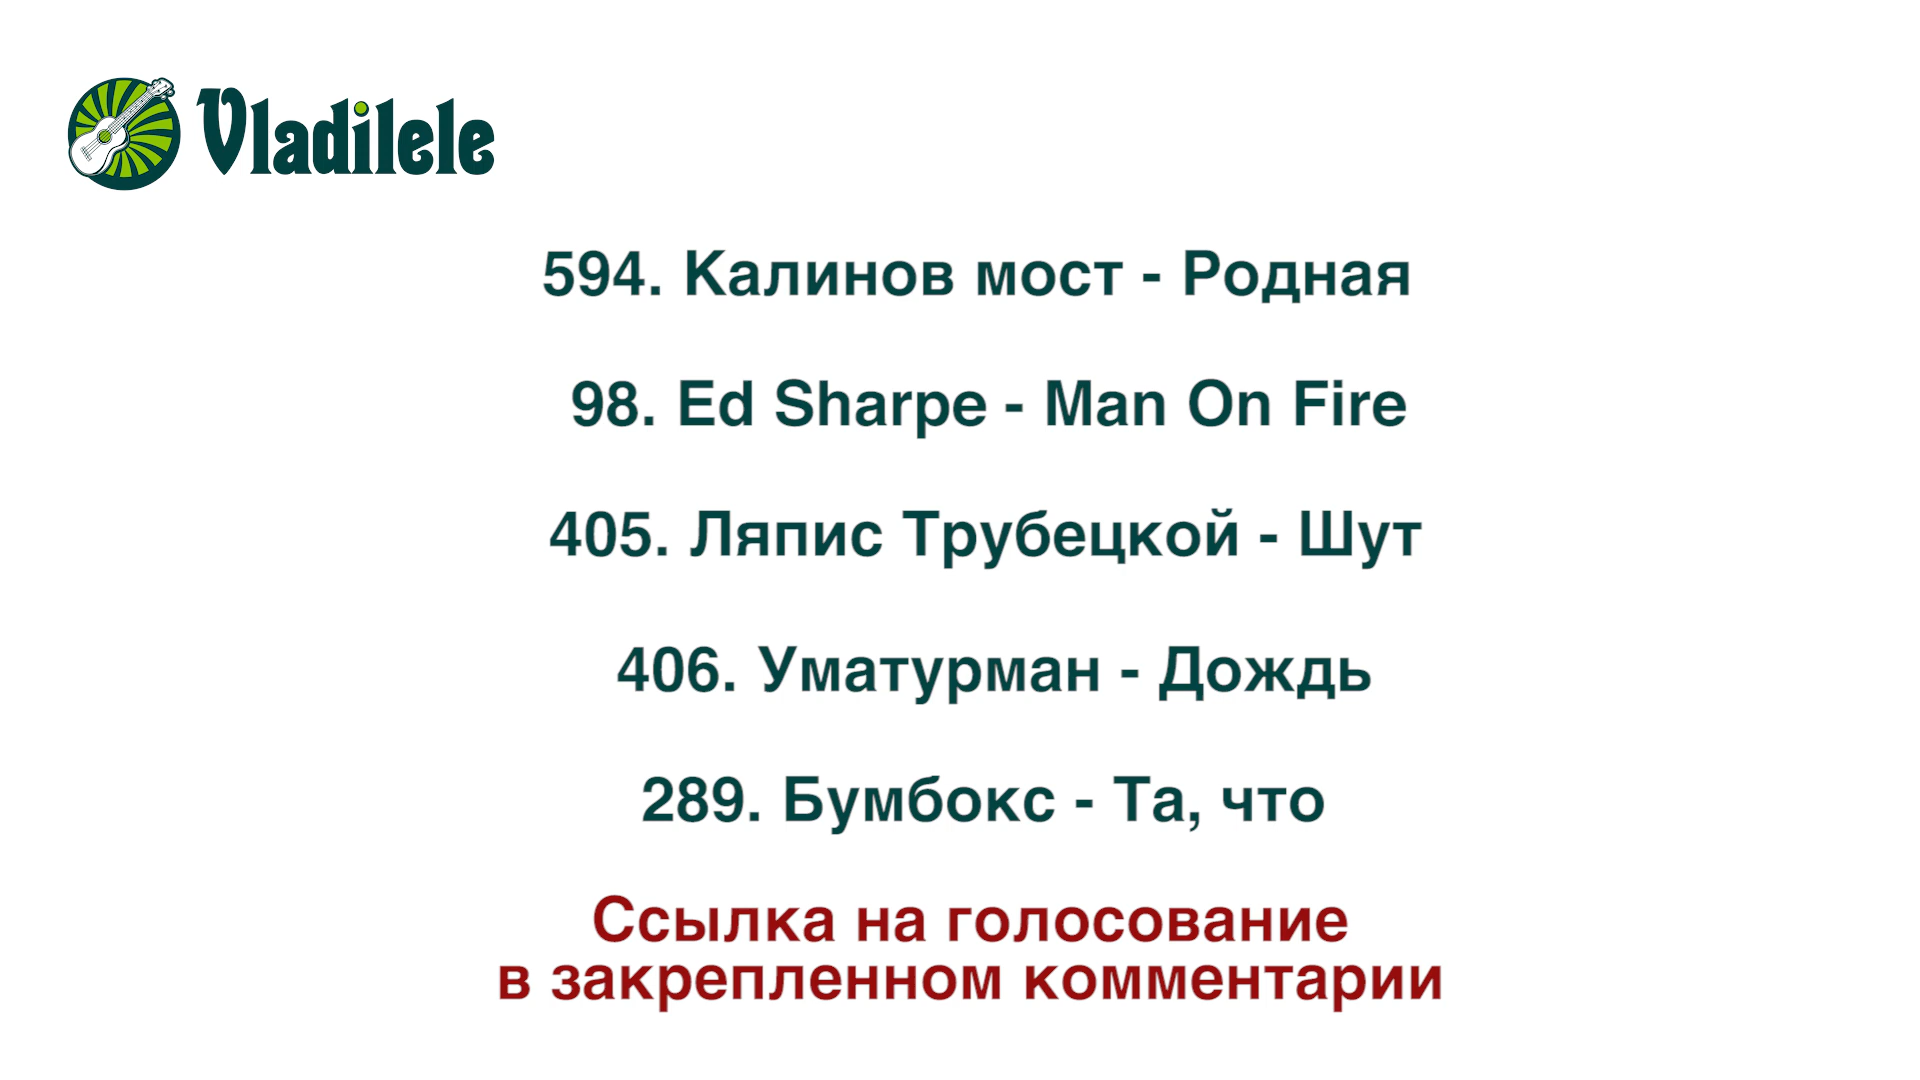 Vladilele
594. Калинов мост - Родная
98. Ed Sharpe - Man On Fire
405. Ляпис Трубецкой - Шут
406. Уматурман - Дождь
289. Бумбокс - Та, что
Ссылка на голосование
в закрепленном комментарии